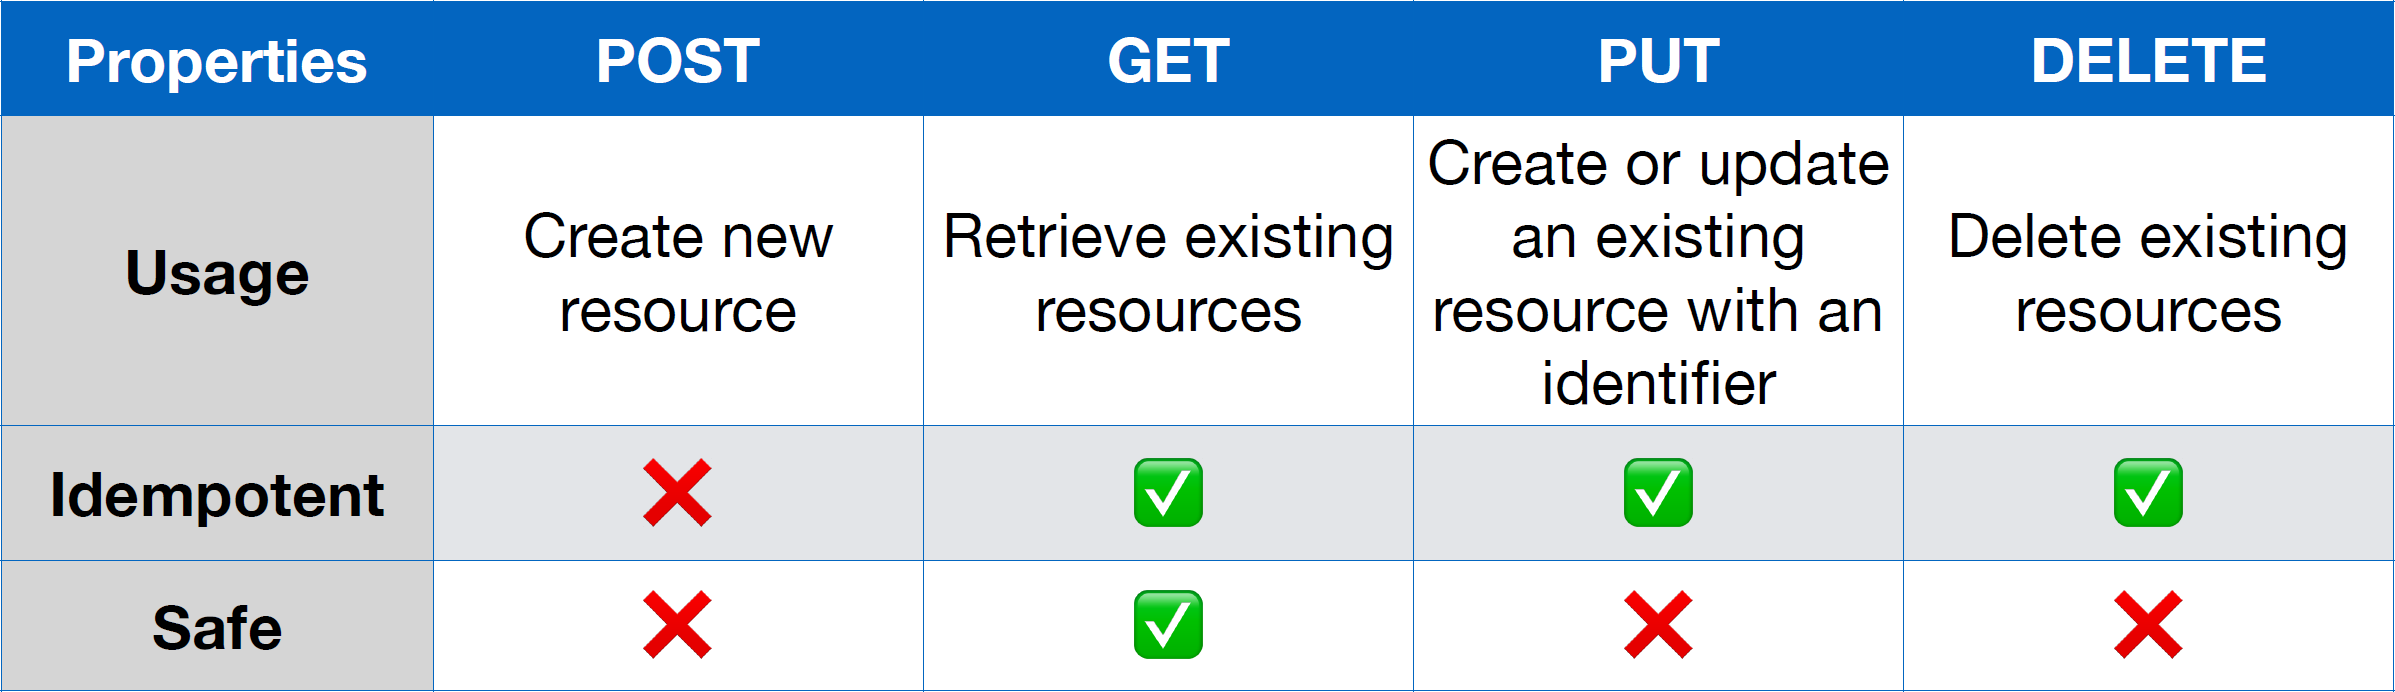 Properties POST GET PUT DELETE
Usage
Create new
resource
Retrieve existing
resources
Create or update
an existing
resource with an
identifier
Delete existing
resources
Idempotent ❌ ✅ ✅ ✅
Safe ❌ ✅ ❌ ❌